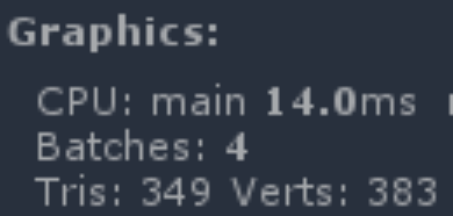 Graphics:
CPU: main 14.0ms
Batches: 4
Tris: 349 Verts: 383